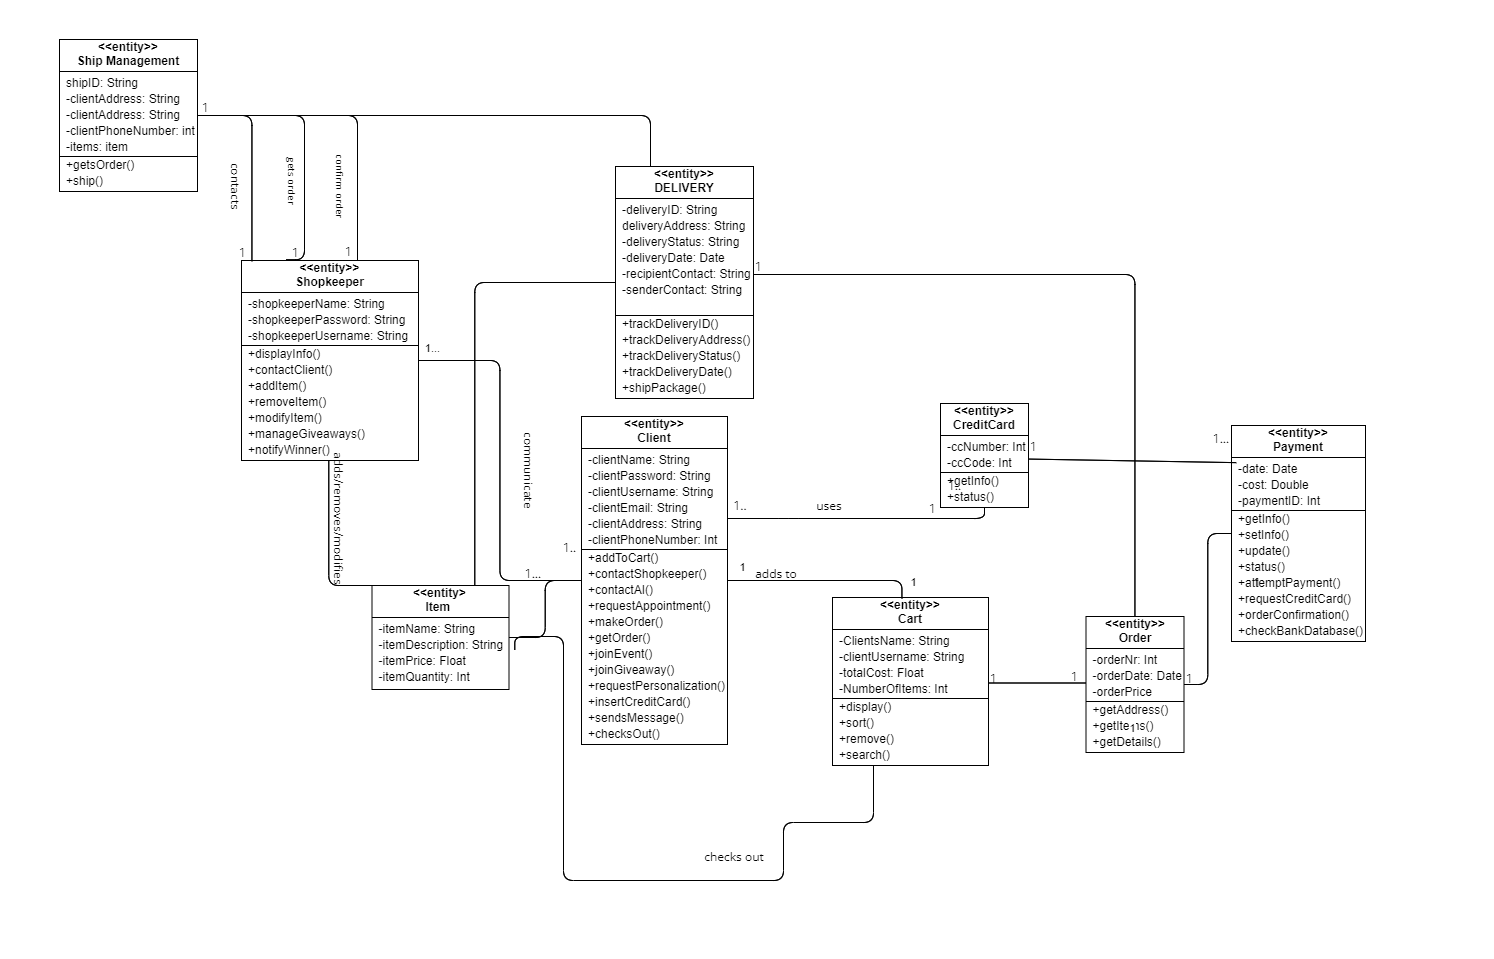 <<entity>>
Ship Management
shipID: String
-clientAddress: String
-clientAddress: String
-clientPhoneNumber: int
-items: item
+getsOrder()
+ship()
1
contacts
gets order
confirm order
1
1
1
<<entity>>
Shopkeeper
-shopkeeperName: String
-shopkeeperPassword: String
-shopkeeperUsername: String
+displayInfo()
+contactClient()
+addItem()
+removeItem()
+modifyItem()
+manageGiveaways()
+notifyWinner()
1...
adds/removes/modifies
communicate
1...
1..
<<entity>>
DELIVERY
-deliveryID: String
deliveryAddress: String
-deliveryStatus: String
-deliveryDate: Date
-recipientContact: String
-senderContact: String
+trackDeliveryID()
+trackDeliveryAddress()
+trackDeliveryStatus()
+trackDeliveryDate()
+shipPackage()
1
<<entity>>
Client
-clientName: String
-clientPassword: String
-clientUsername: String
-clientEmail: String
-clientAddress: String
-clientPhoneNumber: Int
+addToCart()
+contactShopkeeper()
+contactAI()
+requestAppointment()
+makeOrder()
+getOrder()
+joinEvent()
+joinGiveaway()
+requestPersonalization()
+insertCreditCard()
+sendsMessage()
+checksOut()
1..
uses
1
1
adds to
1
<<entity>>
CreditCard
-ccNumber: Int
-ccCode: Int
+getInfo()
1..
+status()
1
1...
<<entity>>
Payment
-date: Date
-cost: Double
-paymentID: Int
+getInfo()
+setInfo()
+update()
+status()
+attemptPayment()
+requestCreditCard()
+orderConfirmation()
+checkBankDatabase()
<<entity>
Item
-itemName: String
-itemDescription: String
-itemPrice: Float
-itemQuantity: Int
<<entity>>
Cart
-ClientsName: String
-clientUsername: String
-totalCost: Float
-NumberOfItems: Int
+display()
+sort()
+remove()
+search()
1
1
<<entity>>
Order
-orderNr: Int
-orderDate: Date
-orderPrice
+getAddress()
+getItems()
+getDetails()
1
checks out